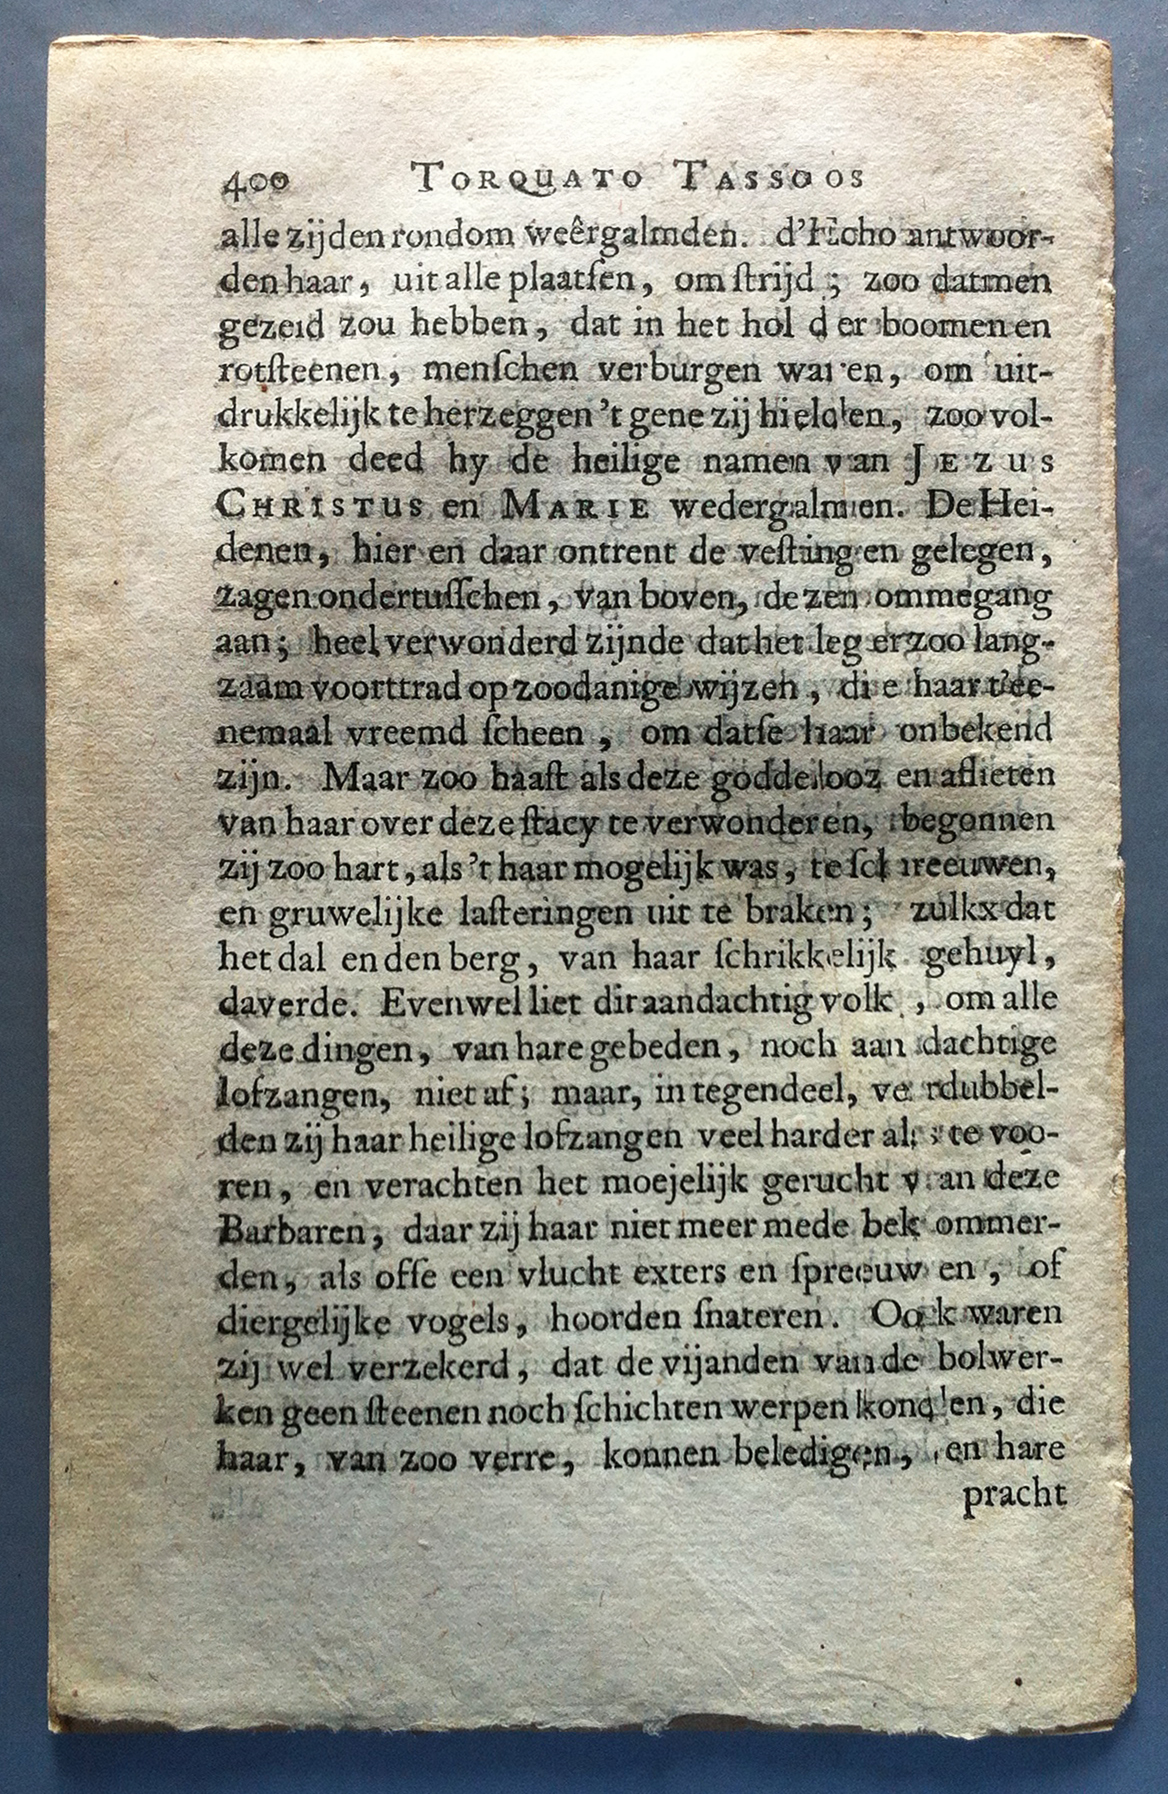 400 TORQUATO TASSOOS
alle zijden rondom weêrgalmden. d'Echo antwoor-
den haar, uit alle plaatſen, om ſtrijd; zoo datmen
gezeid zou hebben, dat in het hol der boomen en
rotſteenen, menſchen verburgen waren, om uit-
drukkelijk te herzeggen 't gene zij hielden, zoo vol-
komen deed hy de heilige namen van JEZUS
CHRISTUS en MARIE wedergalmen. De Hei-
denen, hier en daar ontrent de veſtingen gelegen,
zagen ondertuſſchen, van boven, dezen ommegang
aan; heel verwonderd zijnde dat het leger zoo lang-
zaam voorttrad op zoodanige wijzen, die haar t'ée-
nemaal vreemd ſcheen, om datſe haar onbekend
zijn. Maar zoo haaſt als deze goddelooz en aflieten
van haar over deze ſtacy te verwonderen, begonnen
zij zoo hart, als 't haar mogelijk was, te ſchreeuwen,
en gruwelijke laſteringen uit te braken; zulkx dat
het dal en den berg, van haar ſchrikkelijk gehuyl,
daverde. Evenwel liet dit aandachtig volk, om alle
deze dingen, van hare gebeden, noch aandachtige
lofzangen, niet af; maar, in tegendeel, verdubbel-
den zij haar heilige lofzangen veel harder als te voo-
ren, en verachten het moejelijk gerucht van deze
Barbaren, daar zij haar niet meer mede bekommer-
den, als offe een vlucht exters en ſpreeuwen, of
diergelijke vogels, hoorden ſnateren. Oock waren
zij wel verzekerd, dat de vijanden van de bolwer-
ken geen ſteenen noch ſchichten werpen konden, die
haar, van zoo verre, konnen beledigen, en hare
pracht